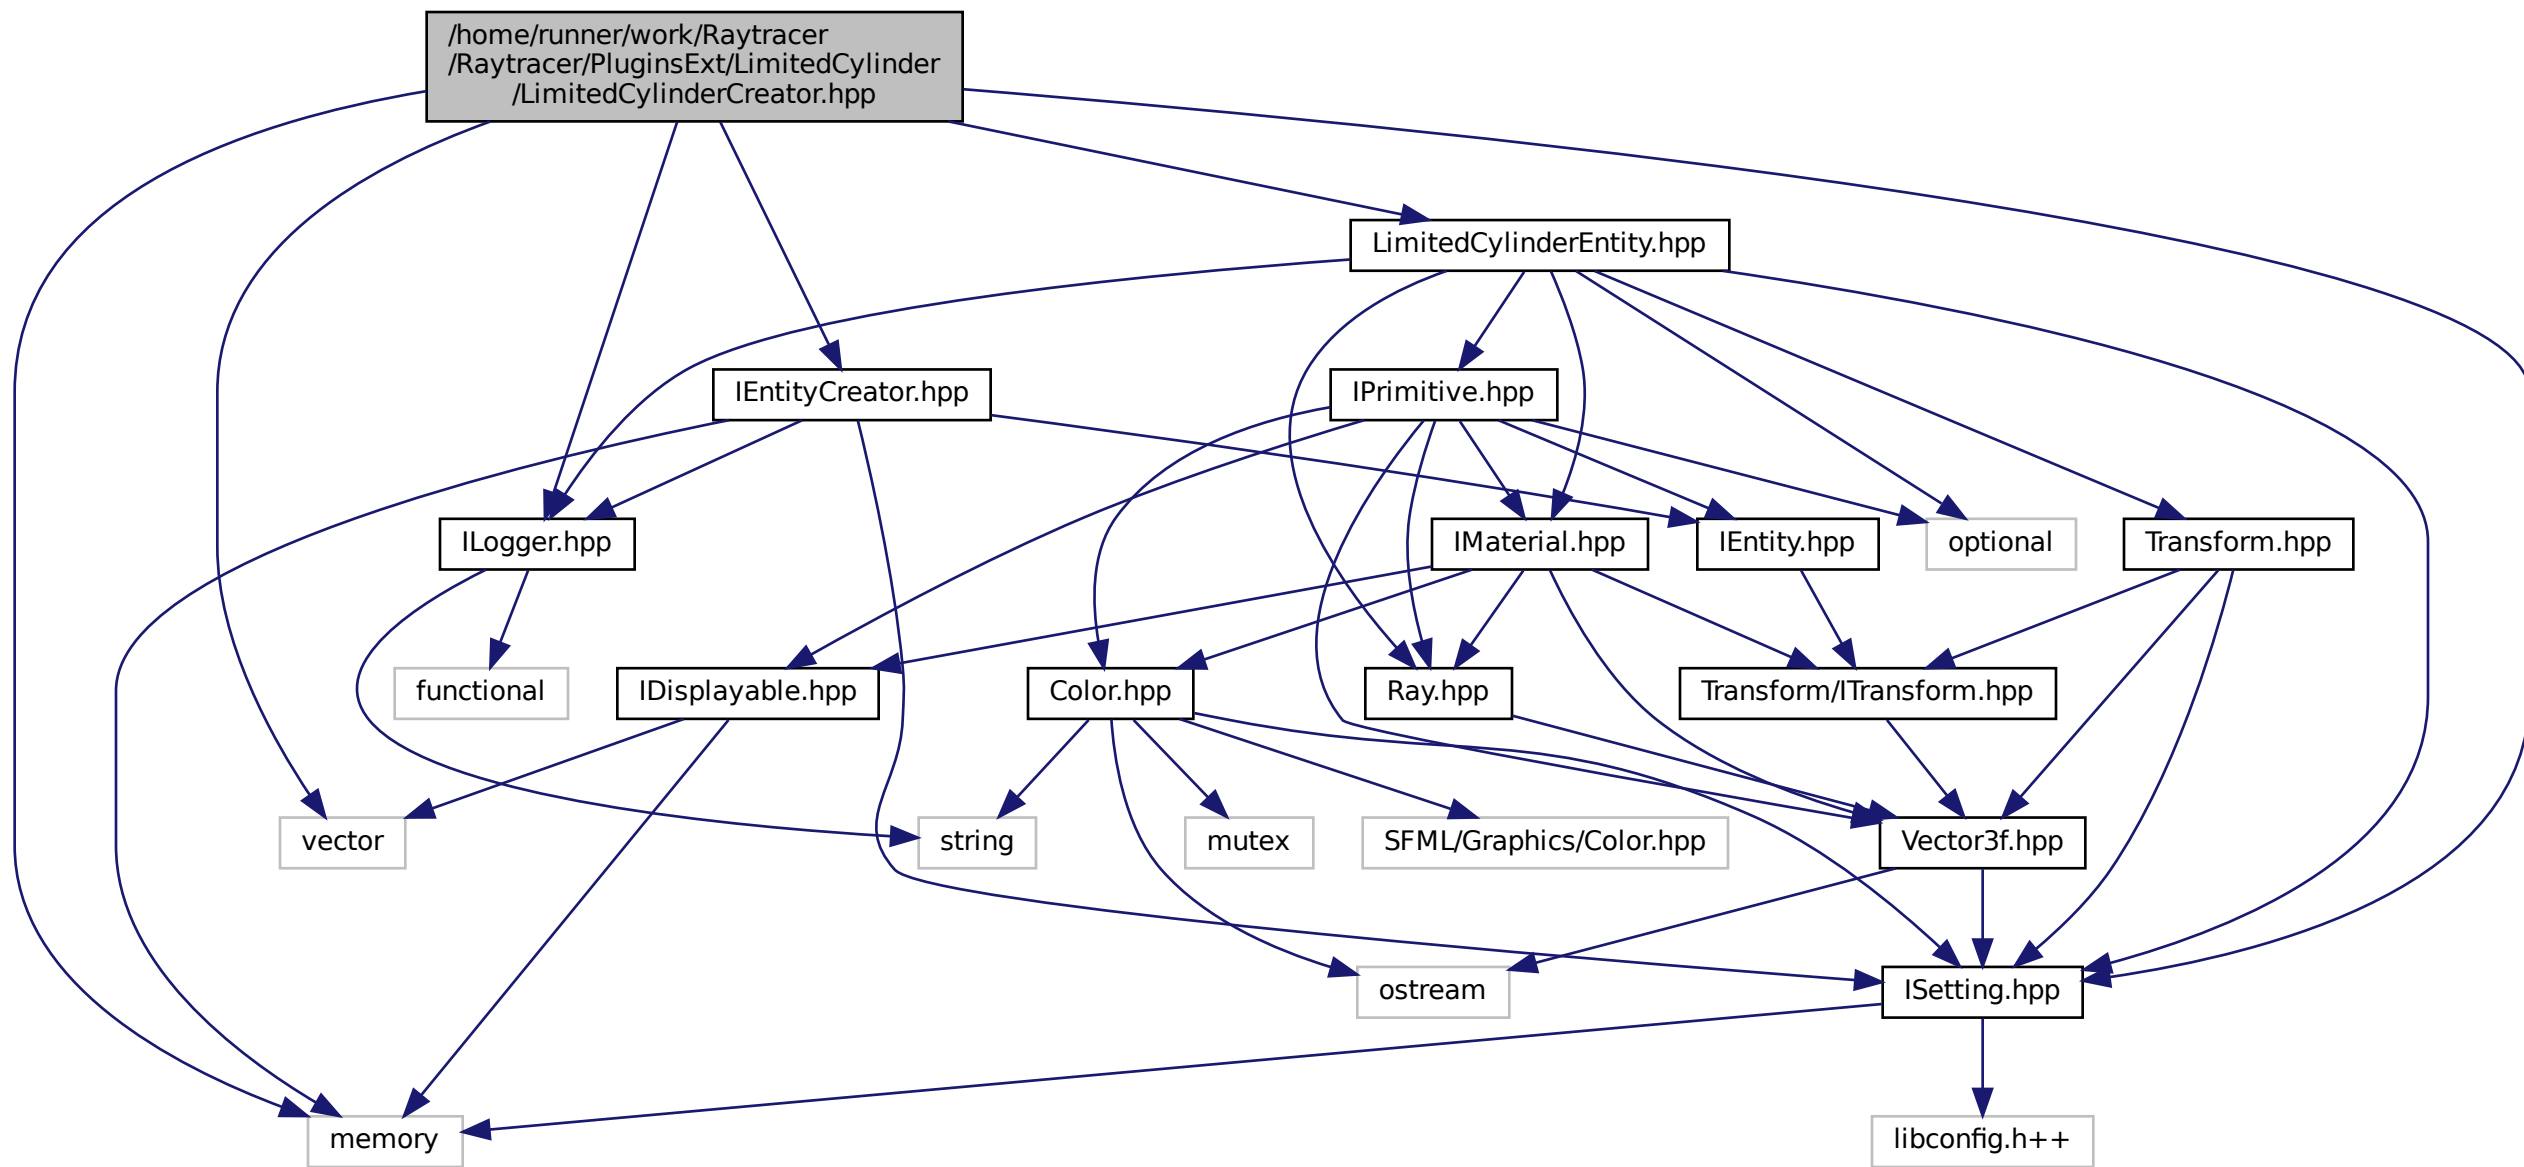 /home/runner/work/Raytracer
/Raytracer/PluginsExt/LimitedCylinder
/LimitedCylinderCreator.hpp
LimitedCylinderEntity.hpp
IEntityCreator.hpp
IPrimitive.hpp
ILogger.hpp
IMaterial.hpp
IEntity.hpp
optional
Transform.hpp
functional
IDisplayable.hpp
Color.hpp
Ray.hpp
Transform/ITransform.hpp
vector
string
mutex
SFML/Graphics/Color.hpp
Vector3f.hpp
ostream
ISetting.hpp
memory
libconfig.h++